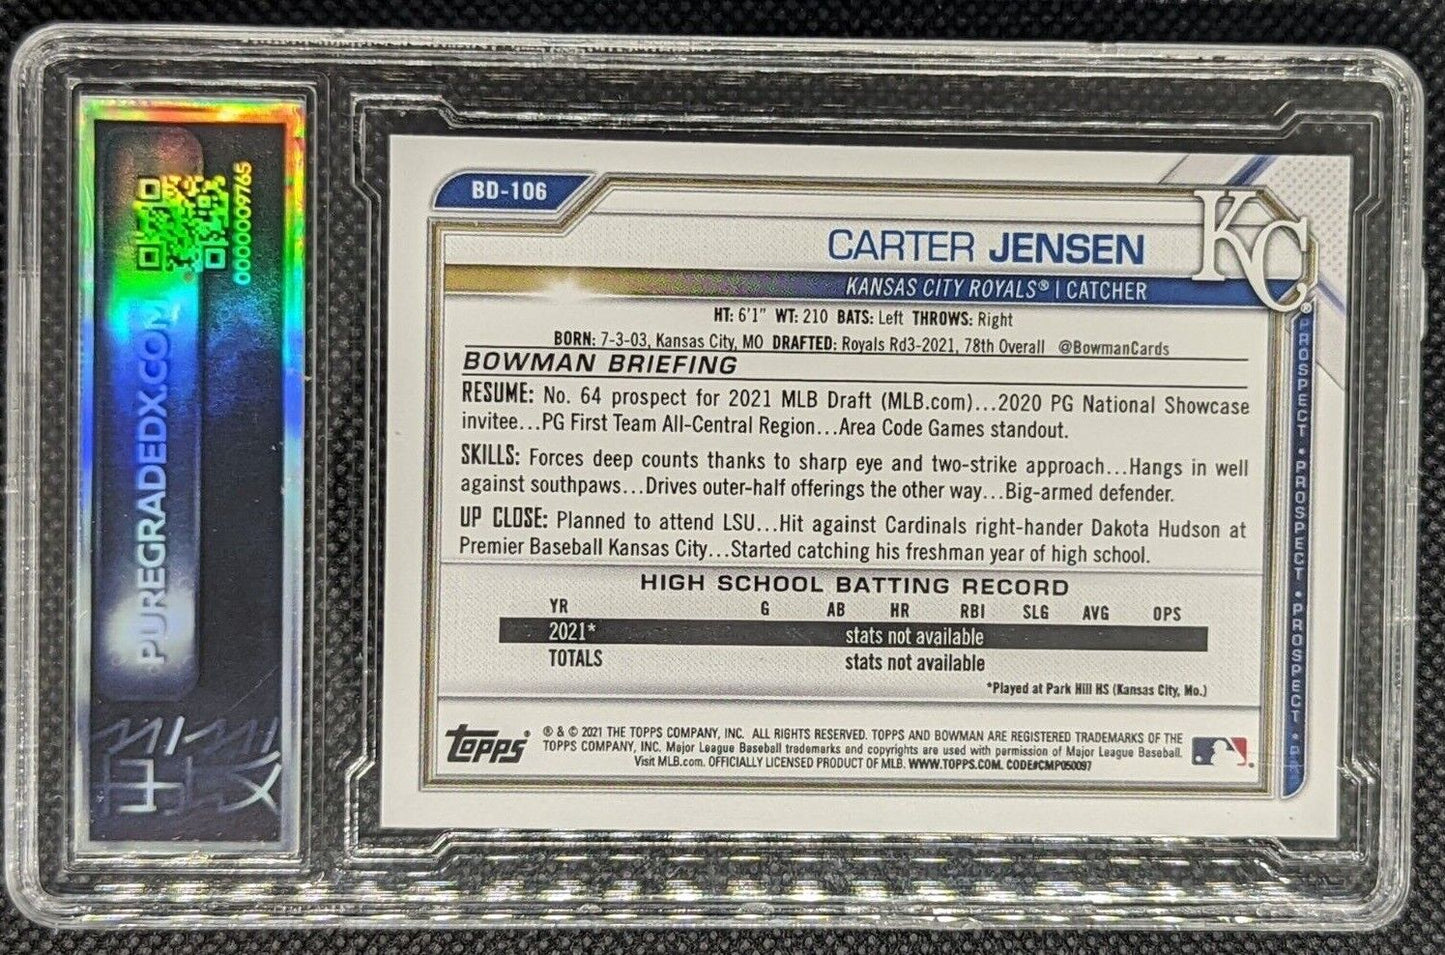 0000009765
PUREGRADEDX.COM
BD-106
KC
CARTER JENSEN
KANSAS CITY ROYALS® | CATCHER
HT: 6'1" WT: 210 BATS: Left THROWS: Right
BORN: 7-3-03, Kansas City, MO DRAFTED: Royals Rd3-2021, 78th Overall @BowmanCards
BOWMAN BRIEFING
RESUME: No. 64 prospect for 2021 MLB Draft (MLB.com)...2020 PG National Showcase
invitee...PG First Team All-Central Region...Area Code Games standout.
SKILLS: Forces deep counts thanks to sharp eye and two-strike approach...Hangs in well
against southpaws...Drives outer-half offerings the other way...Big-armed defender.
UP CLOSE: Planned to attend LSU...Hit against Cardinals right-hander Dakota Hudson at
Premier Baseball Kansas City...Started catching his freshman year of high school.
HIGH SCHOOL BATTING RECORD
YR G AB HR RBI SLG AVG OPS
2021* stats not available
TOTALS stats not available
*Played at Park Hill HS (Kansas City, Mo.)
topps
® & © 2021 THE TOPPS COMPANY, INC. ALL RIGHTS RESERVED. TOPPS AND BOWMAN ARE REGISTERED TRADEMARKS OF THE
TOPPS COMPANY, INC. Major League Baseball trademarks and copyrights are used with permission of Major League Baseball.
Visit MLB.com. OFFICIALLY LICENSED PRODUCT OF MLB. WWW.TOPPS.COM. CODE#CMP050097
PROSPECT • PROSPECT • PROSPECT •